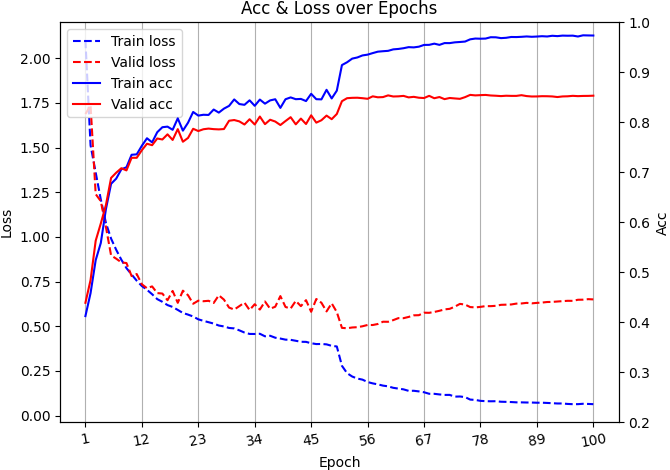 Acc & Loss over Epochs
Train loss
Valid loss
Train acc
Valid acc
Loss
2.00
1.75
1.50
1.25
1.00
0.75
0.50
0.25
0.00
1.0
0.9
0.8
0.7
0.6
0.5
0.4
0.3
0.2
Acc
1 12 23 34 45 56 67 78 89 100
Epoch